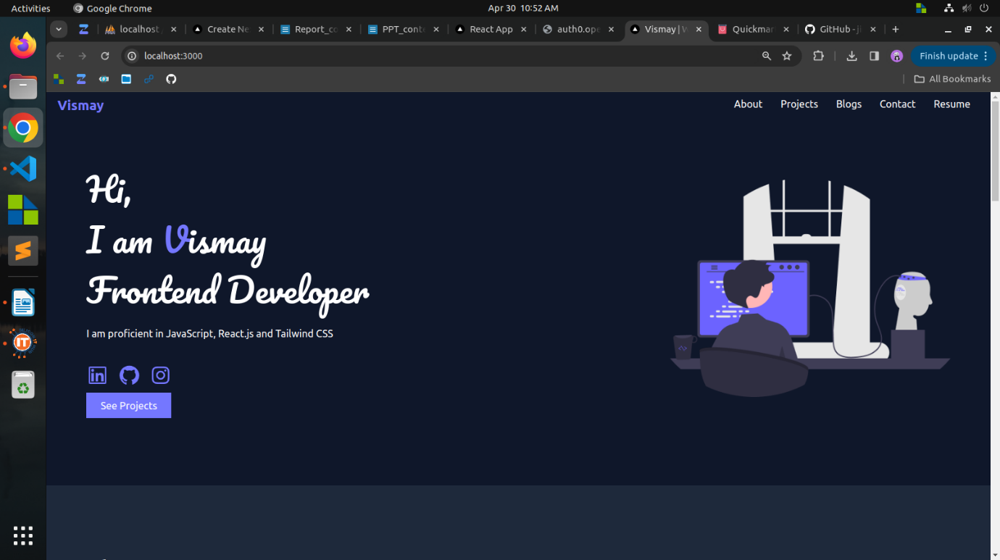 Activities
Google Chrome
Apr 30 10:52 AM
localhost
Create Ne
Report_co
PPT_conte
React App
auth0.ope
Vismay | W
Quickmar
GitHub - ji
localhost:3000
Finish update
All Bookmarks
Vismay
About
Projects
Blogs
Contact
Resume
Hi,
I am Vismay
Frontend Developer
I am proficient in JavaScript, React.js and Tailwind CSS
See Projects
IT